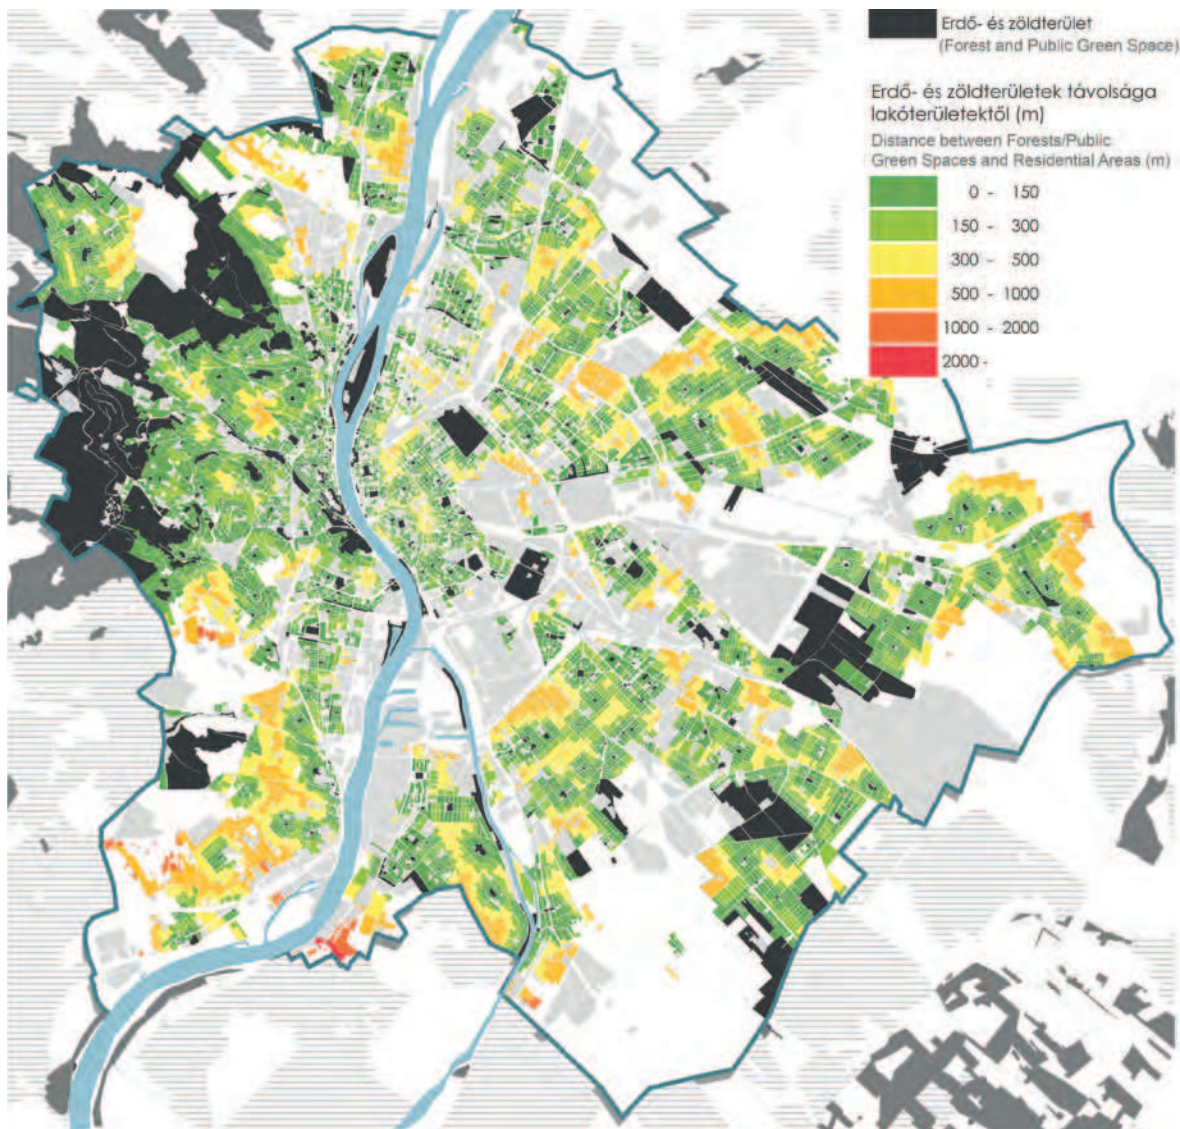 Erdő- és zöldterület
(Forest and Public Green Space)
Erdő- és zöldterületek távolsága
lakóterületektől (m)
Distance between Forests/Public
Green Spaces and Residential Areas (m)
0 - 150
150 - 300
300 - 500
500 - 1000
1000 - 2000
2000 -